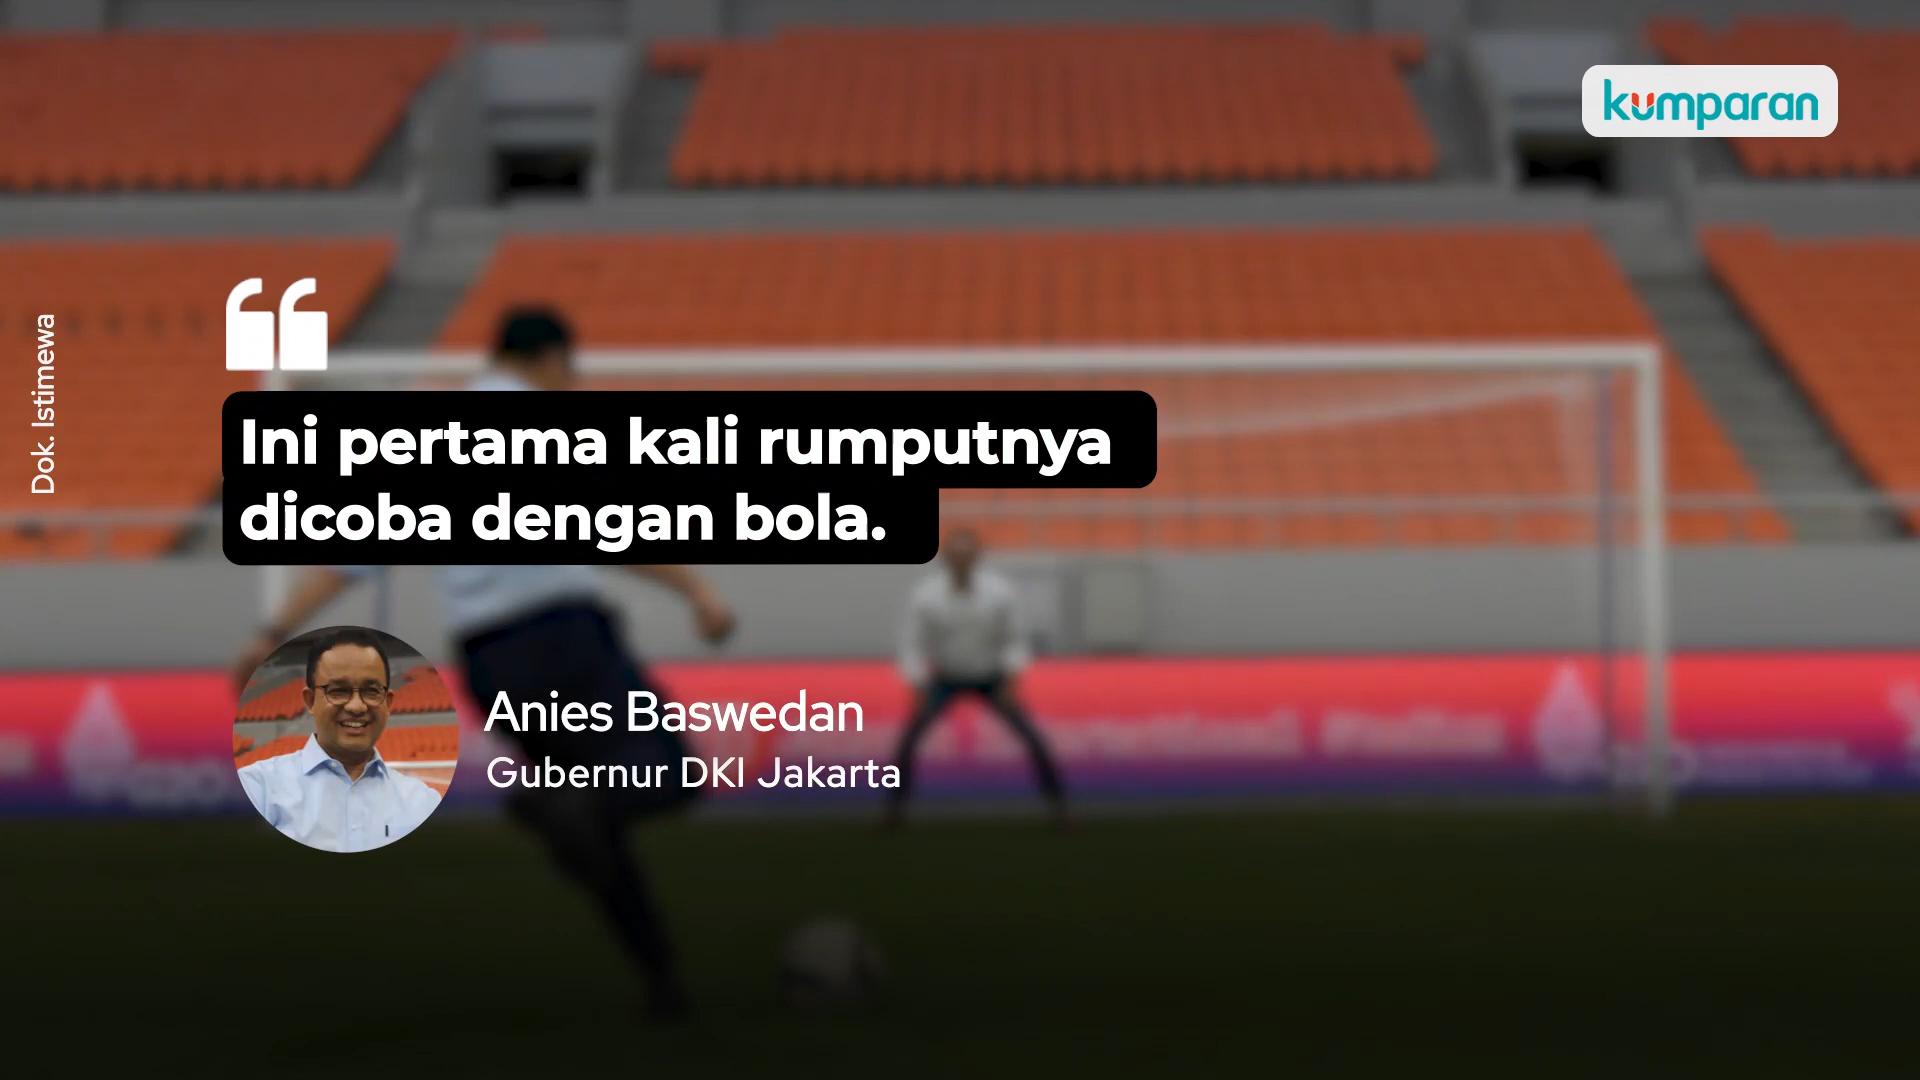 kumparan
Dok. Istimewa
Ini pertama kali rumputnya
dicoba dengan bola.
Anies Baswedan
Gubernur DKI Jakarta